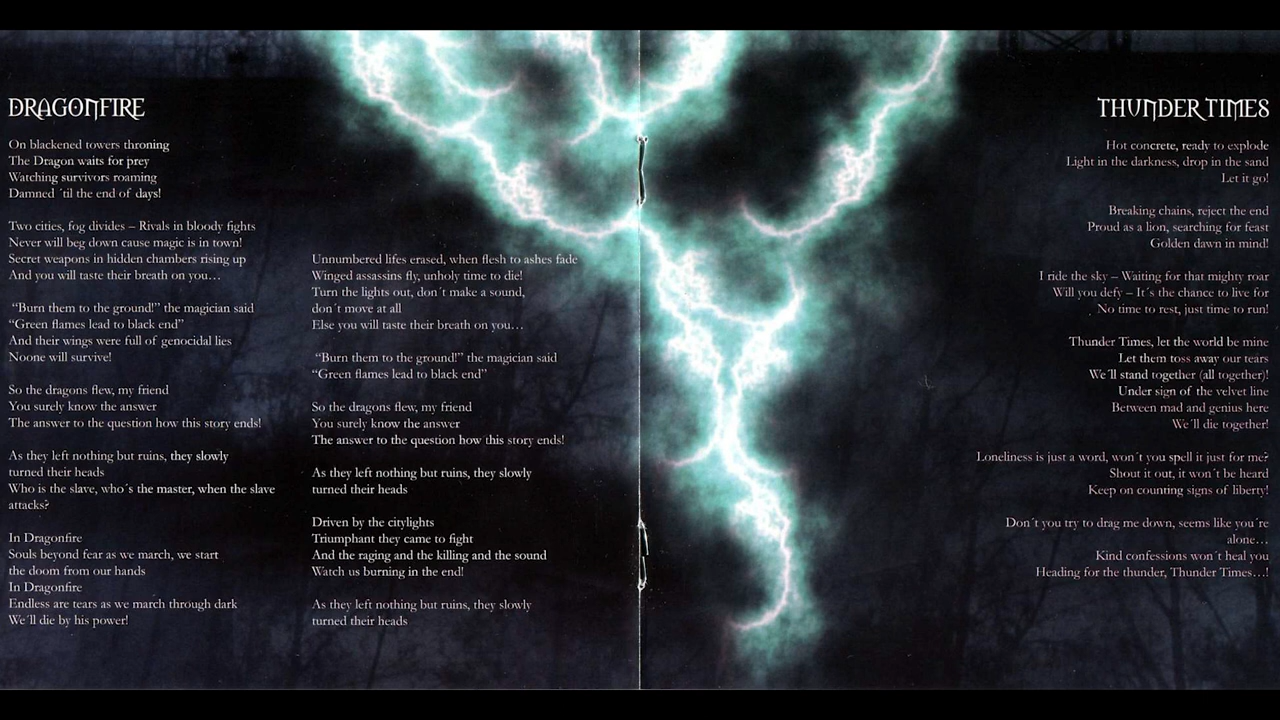 DRAGONFIRE
On blackened towers throning
The Dragon waits for prey
Watching survivors roaming
Damned ´til the end of days!
Two cities, fog divides – Rivals in bloody fights
Never will beg down cause magic is in town!
Secret weapons in hidden chambers rising up
And you will taste their breath on you…
“Burn them to the ground!” the magician said
“Green flames lead to black end”
And their wings were full of genocidal lies
Noone will survive!
So the dragons flew, my friend
You surely know the answer
The answer to the question how this story ends!
As they left nothing but ruins, they slowly
turned their heads
Who is the slave, who´s the master, when the slave
attacks?
In Dragonfire
Souls beyond fear as we march, we start
the doom from our hands
In Dragonfire
Endless are tears as we march through dark
We´ll die by his power!
Unnumbered lifes erased, when flesh to ashes fade
Winged assassins fly, unholy time to die!
Turn the lights out, don´t make a sound,
don´t move at all
Else you will taste their breath on you…
“Burn them to the ground!” the magician said
“Green flames lead to black end”
So the dragons flew, my friend
You surely know the answer
The answer to the question how this story ends!
As they left nothing but ruins, they slowly
turned their heads
Driven by the citylights
Triumphant they came to fight
And the raging and the killing and the sound
Watch us burning in the end!
As they left nothing but ruins, they slowly
turned their heads
THUNDER TIMES
Hot concrete, ready to explode
Light in the darkness, drop in the sand
Let it go!
Breaking chains, reject the end
Proud as a lion, searching for feast
Golden dawn in mind!
I ride the sky – Waiting for that mighty roar
Will you defy – It´s the chance to live for
No time to rest, just time to run!
Thunder Times, let the world be mine
Let them toss away our tears
We´ll stand together (all together)!
Under sign of the velvet line
Between mad and genius here
We´ll die together!
Loneliness is just a word, won´t you spell it just for me?
Shout it out, it won´t be heard
Keep on counting signs of liberty!
Don´t you try to drag me down, seems like you´re
alone…
Kind confessions won´t heal you
Heading for the thunder, Thunder Times…!